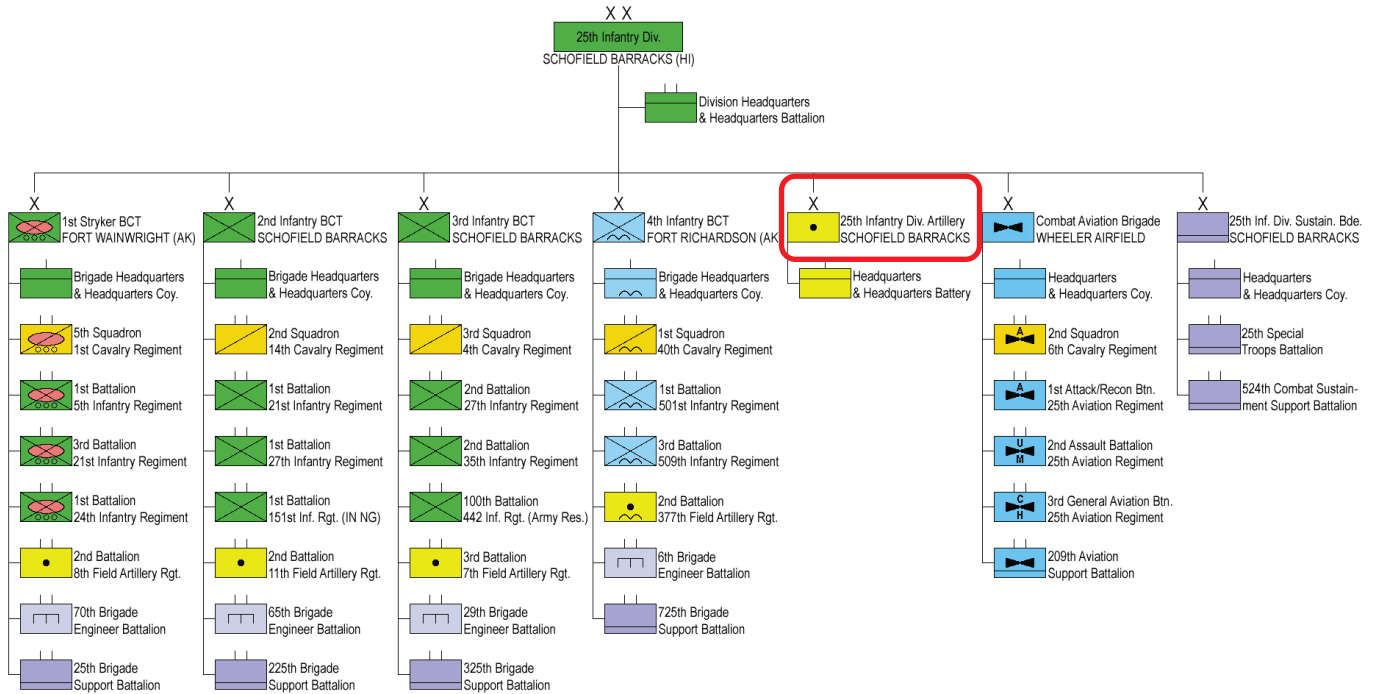 X X
25th Infantry Div.
SCHOFIELD BARRACKS (HI)
Division Headquarters
& Headquarters Battalion
X
1st Stryker BCT
FORT WAINWRIGHT (AK)
Brigade Headquarters
& Headquarters Coy.
5th Squadron
1st Cavalry Regiment
1st Battalion
5th Infantry Regiment
3rd Battalion
21st Infantry Regiment
1st Battalion
24th Infantry Regiment
2nd Battalion
8th Field Artillery Rgt.
70th Brigade
Engineer Battalion
25th Brigade
Support Battalion
X
2nd Infantry BCT
SCHOFIELD BARRACKS
Brigade Headquarters
& Headquarters Coy.
2nd Squadron
14th Cavalry Regiment
1st Battalion
21st Infantry Regiment
1st Battalion
27th Infantry Regiment
1st Battalion
151st Inf. Rgt. (IN NG)
2nd Battalion
11th Field Artillery Rgt.
65th Brigade
Engineer Battalion
225th Brigade
Support Battalion
X
3rd Infantry BCT
SCHOFIELD BARRACKS
Brigade Headquarters
& Headquarters Coy.
3rd Squadron
4th Cavalry Regiment
2nd Battalion
27th Infantry Regiment
2nd Battalion
35th Infantry Regiment
100th Battalion
442 Inf. Rgt. (Army Res.)
3rd Battalion
7th Field Artillery Rgt.
29th Brigade
Engineer Battalion
325th Brigade
Support Battalion
X
4th Infantry BCT
FORT RICHARDSON (AK
Brigade Headquarters
& Headquarters Coy.
1st Squadron
40th Cavalry Regiment
1st Battalion
501st Infantry Regiment
3rd Battalion
509th Infantry Regiment
2nd Battalion
377th Field Artillery Rgt.
6th Brigade
Engineer Battalion
725th Brigade
Support Battalion
X
25th Infantry Div. Artillery
SCHOFIELD BARRACKS
Headquarters
& Headquarters Battery
X
Combat Aviation Brigade
WHEELER AIRFIELD
Headquarters
& Headquarters Coy.
A
2nd Squadron
6th Cavalry Regiment
A
1st Attack/Recon Btn.
25th Aviation Regiment
U
M
2nd Assault Battalion
25th Aviation Regiment
C
H
3rd General Aviation Btn.
25th Aviation Regiment
209th Aviation
Support Battalion
X
25th Inf. Div. Sustain. Bde.
SCHOFIELD BARRACKS
Headquarters
& Headquarters Coy.
25th Special
Troops Battalion
524th Combat Sustain-
ment Support Battalion